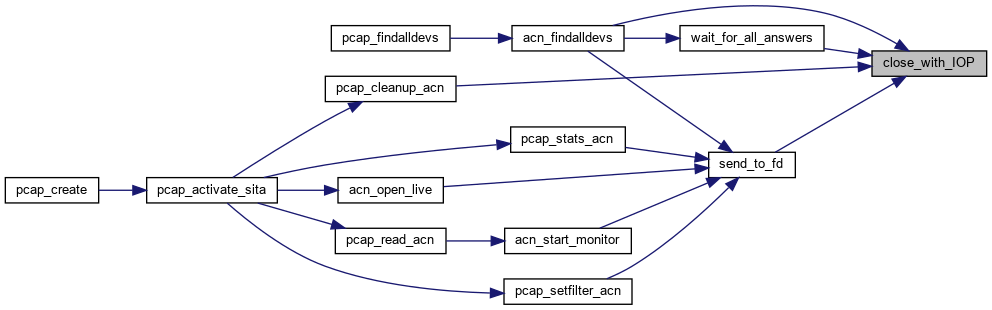 pcap_findalldevs
acn_findalldevs
wait_for_all_answers
close_with_IOP
pcap_cleanup_acn
pcap_stats_acn
send_to_fd
pcap_create
pcap_activate_sita
acn_open_live
pcap_read_acn
acn_start_monitor
pcap_setfilter_acn